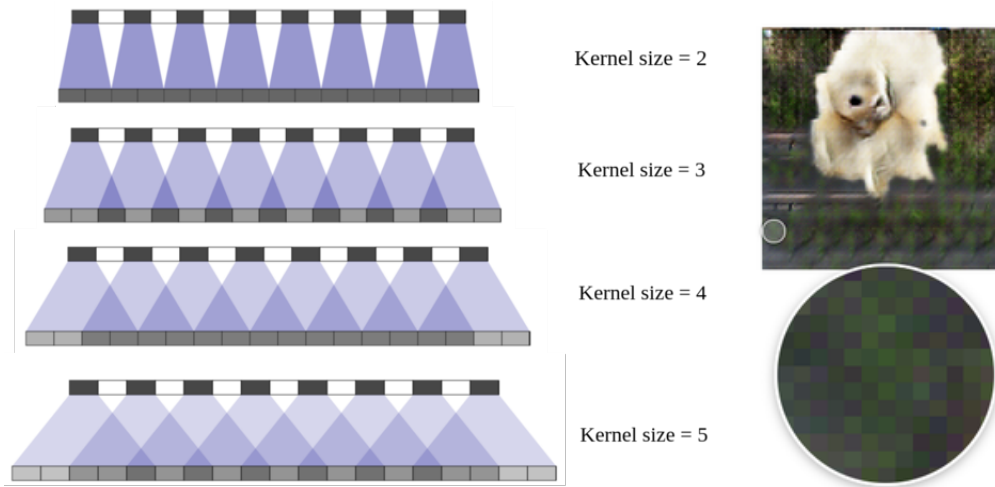 Kernel size = 2
Kernel size = 3
Kernel size = 4
Kernel size = 5